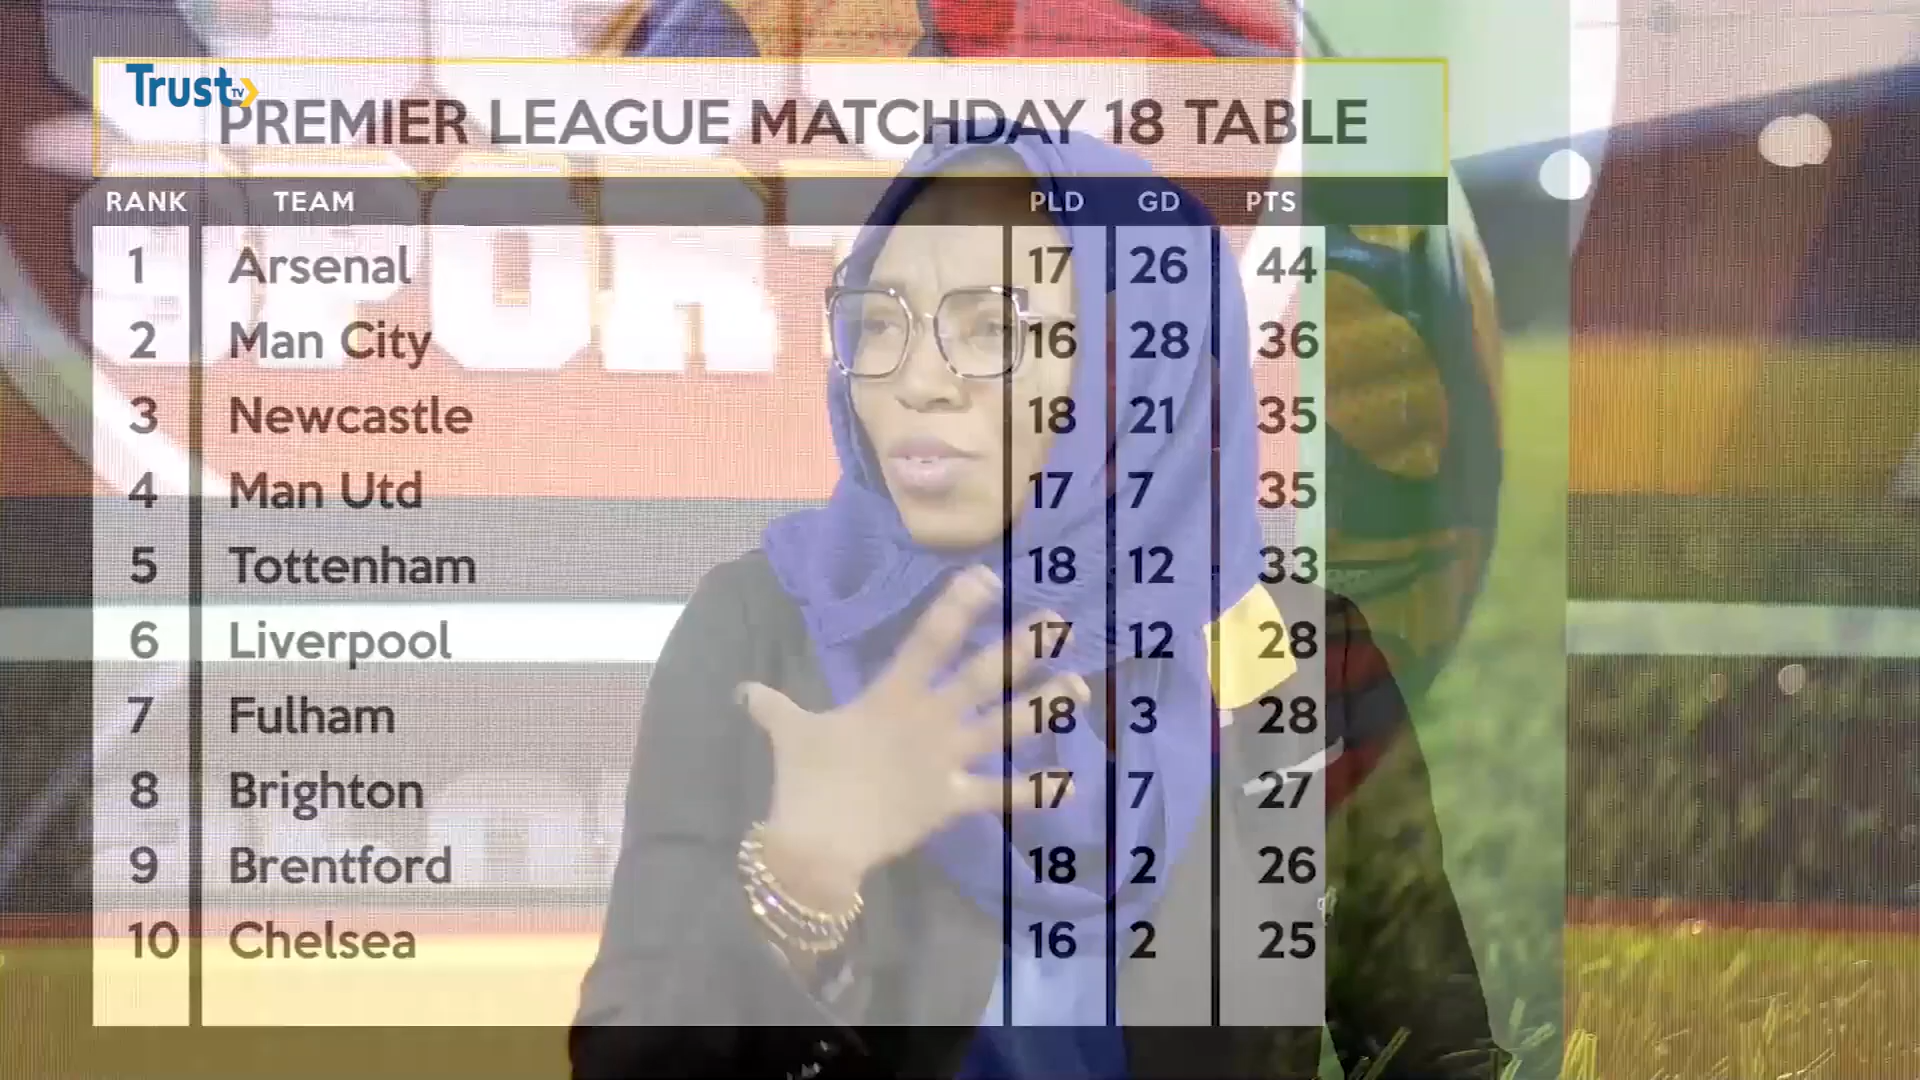 Trust TV
PREMIER LEAGUE MATCHDAY 18 TABLE
RANK TEAM PLD GD PTS
1 Arsenal 17 26 44
2 Man City 16 28 36
3 Newcastle 18 21 35
4 Man Utd 17 7 35
5 Tottenham 18 12 33
6 Liverpool 17 12 28
7 Fulham 18 3 28
8 Brighton 17 7 27
9 Brentford 18 2 26
10 Chelsea 16 2 25
SPORT